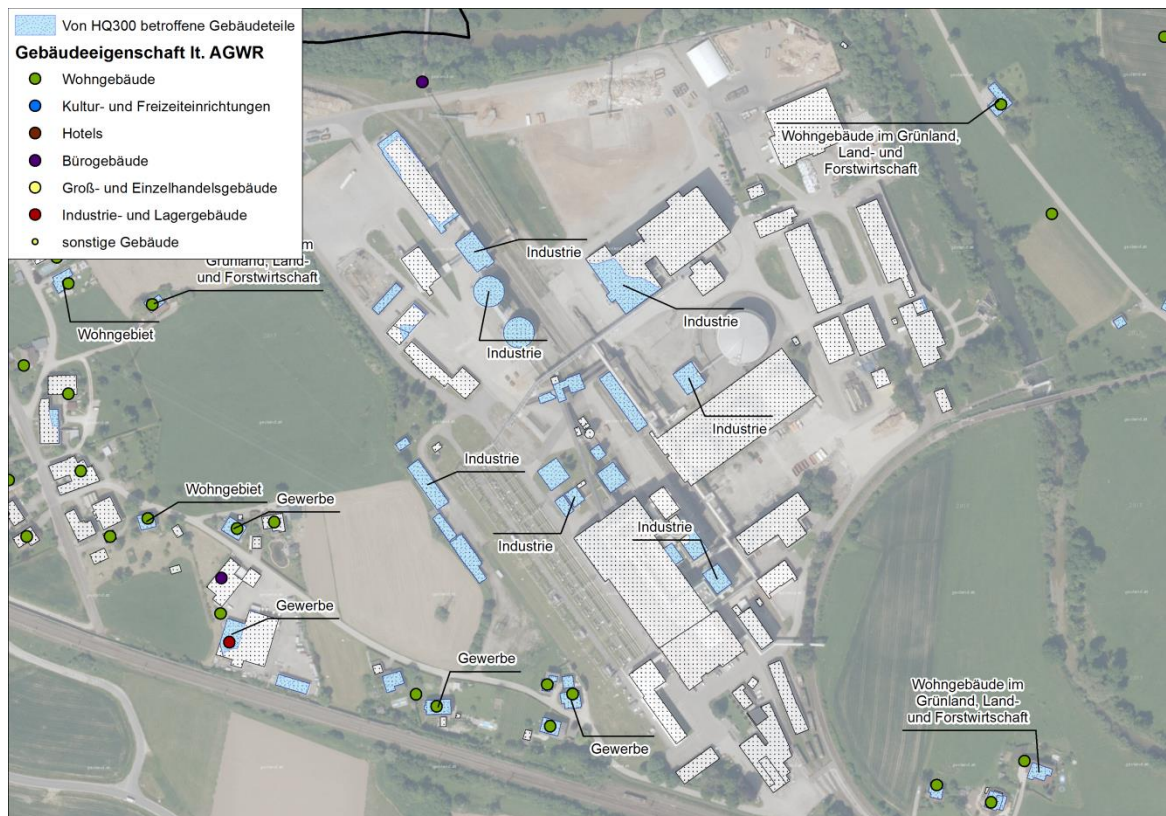 Von HQ300 betroffene Gebäudeteile
Gebäudeeigenschaft lt. AGWR
Wohngebäude
Kultur- und Freizeiteinrichtungen
Hotels
Bürogebäude
Groß- und Einzelhandelsgebäude
Industrie- und Lagergebäude
sonstige Gebäude
Wohngebäude im Grünland,
Land- und
Forstwirtschaft
Industrie
Grünland, Land-
und Forstwirtschaft
Wohngebiet
Industrie
Industrie
Industrie
Industrie
Wohngebiet
Gewerbe
Industrie
Industrie
Gewerbe
Gewerbe
Gewerbe
Wohngebäude im
Grünland, Land-
und Forstwirtschaft